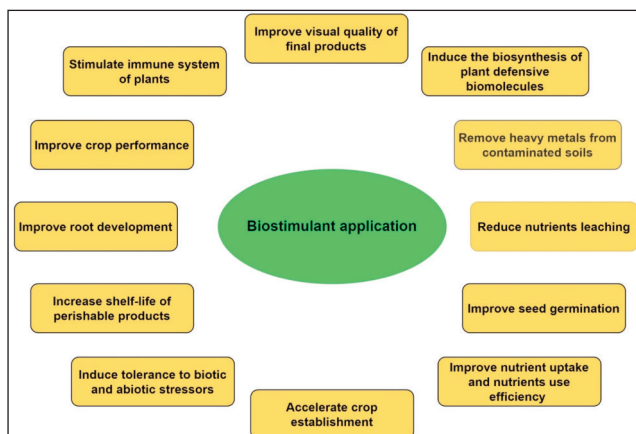 Improve visual quality of
final products
Stimulate immune system
of plants
Induce the biosynthesis of
plant defensive
biomolecules
Improve crop performance
Remove heavy metals from
contaminated soils
Improve root development
Biostimulant application
Reduce nutrients leaching
Increase shelf-life of
perishable products
Improve seed germination
Induce tolerance to biotic
and abiotic stressors
Improve nutrient uptake
and nutrients use
efficiency
Accelerate crop
establishment